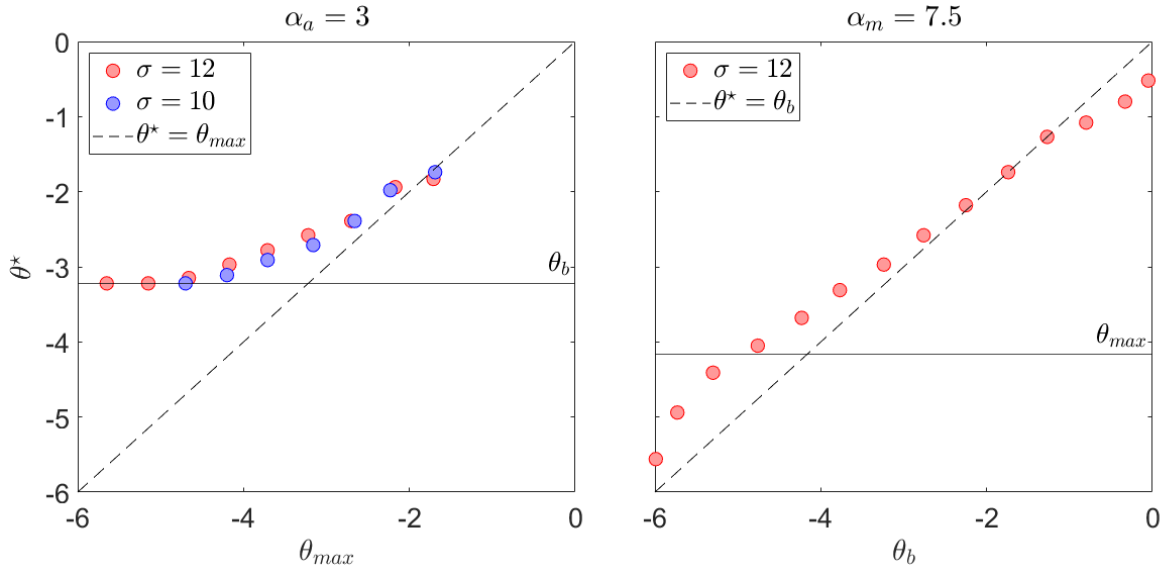 α_a = 3
σ = 12
σ = 10
θ* = θ_max
θ_b
θ*
0
-1
-2
-3
-4
-5
-6
-6
-4
-2
0
θ_max
α_m = 7.5
σ = 12
θ* = θ_b
θ_max
-6
-4
-2
0
θ_b